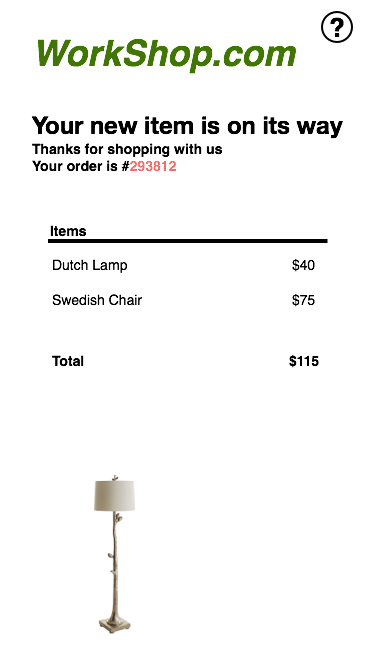 WorkShop.com
?
Your new item is on its way
Thanks for shopping with us
Your order is #293812
Items
Dutch Lamp $40
Swedish Chair $75
Total $115